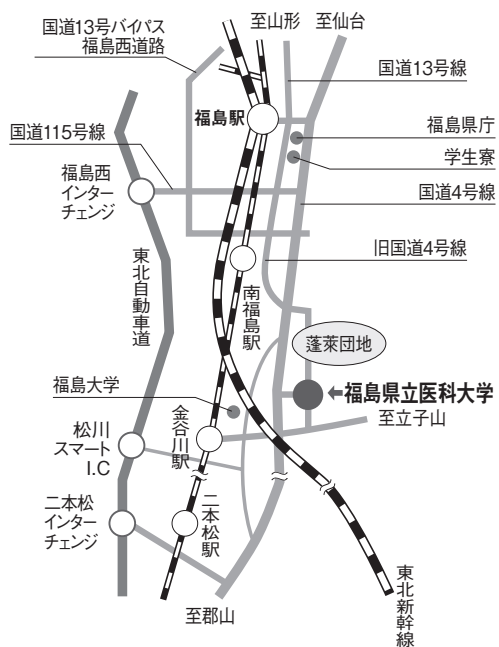 至山形
至仙台
国道13号バイパス
福島西道路
国道13号線
福島駅
福島県庁
国道115号線
学生寮
福島西
インター
チェンジ
国道4号線
旧国道4号線
東北自動車道
南福島駅
蓬萊団地
福島大学
←福島県立医科大学
金谷川駅
至立子山
松川
スマート
I.C
二本松
インター
チェンジ
二本松駅
至郡山
東北新幹線